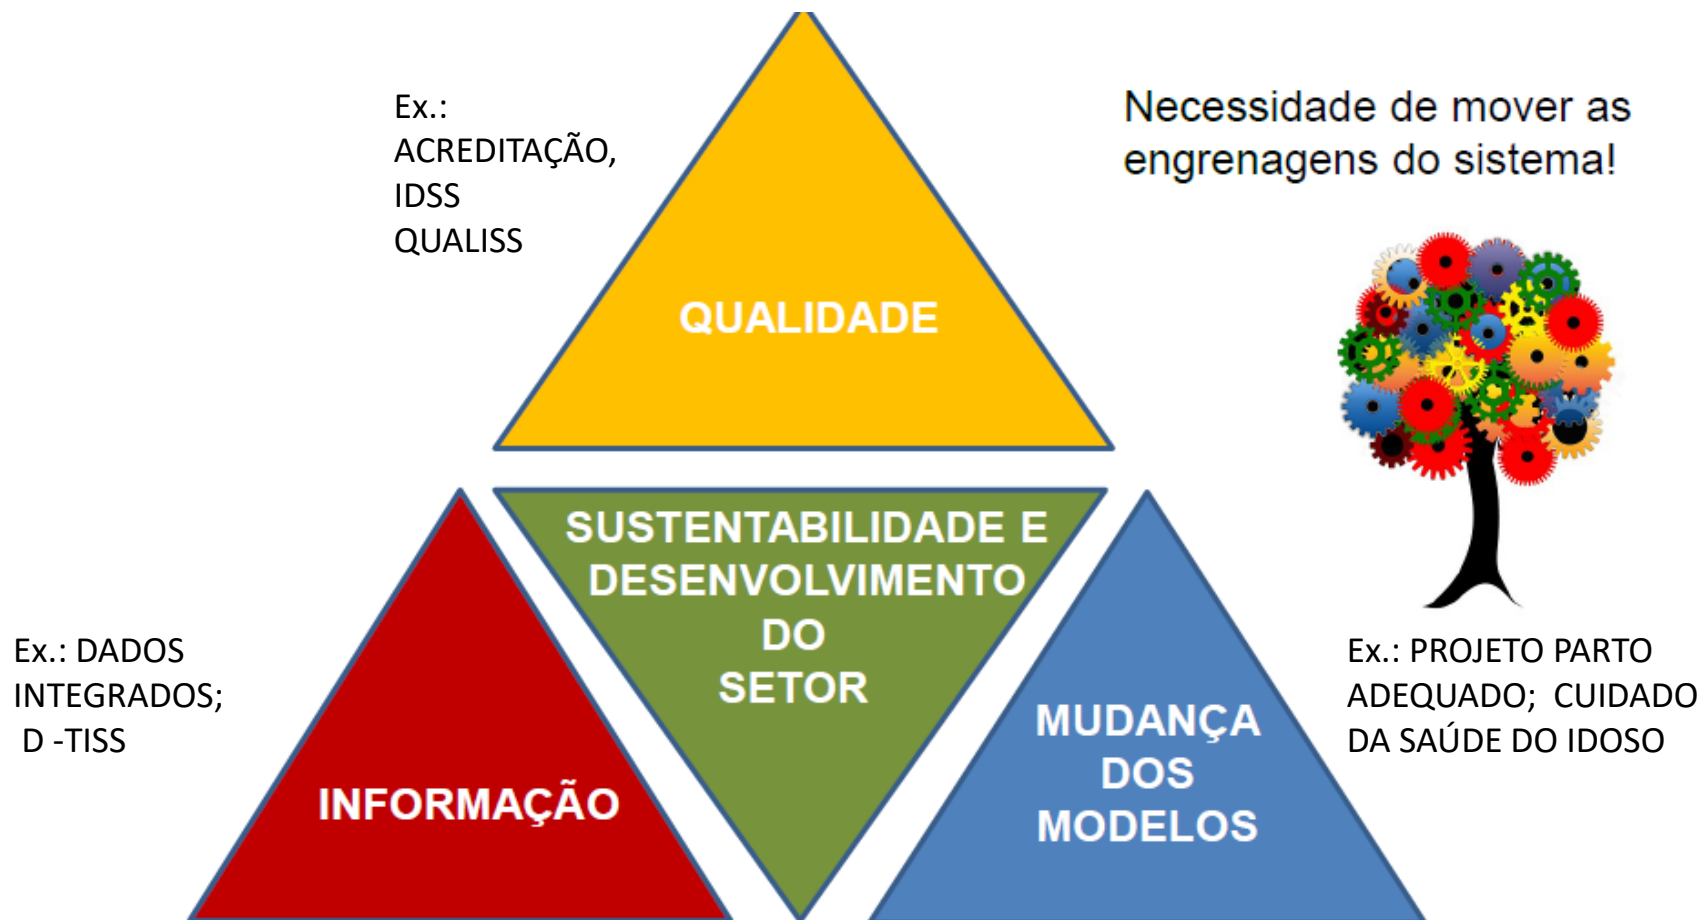 Ex.:
ACREDITAÇÃO,
IDSS
QUALISS
Necessidade de mover as
engrenagens do sistema!
QUALIDADE
SUSTENTABILIDADE E
DESENVOLVIMENTO
DO
SETOR
Ex.: DADOS
INTEGRADOS;
D -TISS
INFORMAÇÃO
MUDANÇA
DOS
MODELOS
Ex.: PROJETO PARTO
ADEQUADO;  CUIDADO
DA SAÚDE DO IDOSO